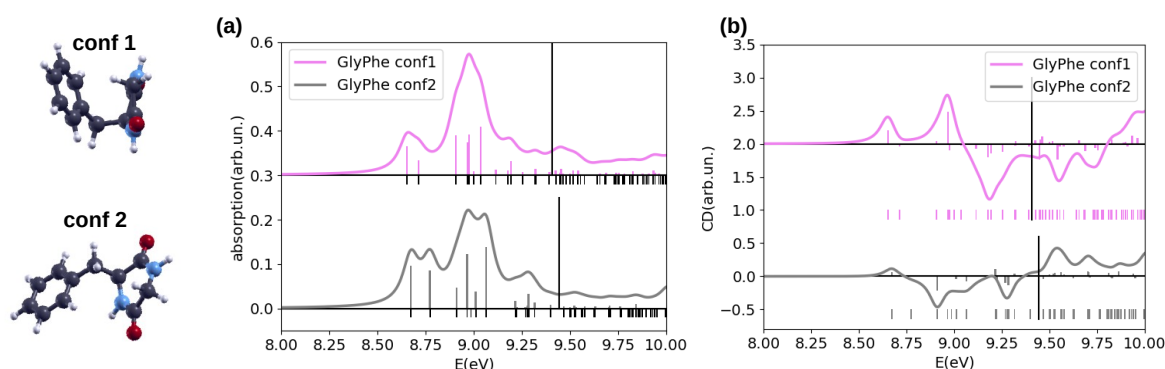 conf 1
conf 2
(a)
absorption(arb.un.)
0.6
0.5
0.4
0.3
0.2
0.1
0.0
GlyPhe conf1
GlyPhe conf2
8.00 8.25 8.50 8.75 9.00 9.25 9.50 9.75 10.00
E(eV)
(b)
CD(arb.un.)
3.5
3.0
2.5
2.0
1.5
1.0
0.5
0.0
−0.5
GlyPhe conf1
GlyPhe conf2
8.00 8.25 8.50 8.75 9.00 9.25 9.50 9.75 10.00
E(eV)